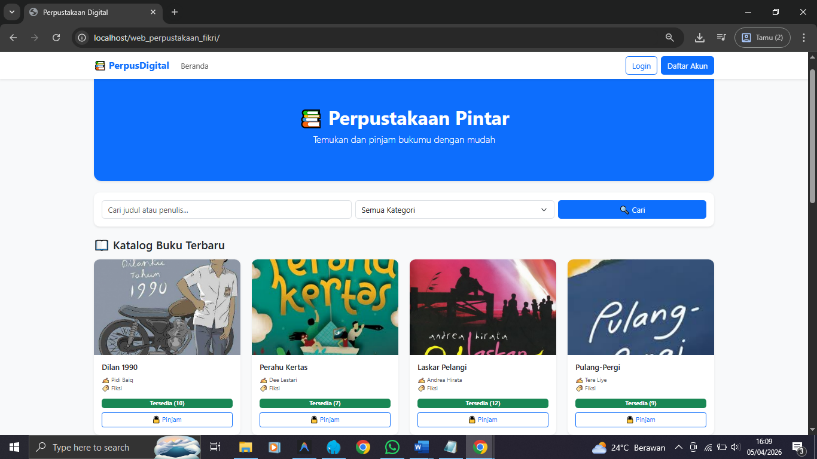 Perpustakaan Digital
localhost/web_perpustakaan_fikri/
Tamu (2)
PerpusDigital
Beranda
Login
Daftar Akun
Perpustakaan Pintar
Temukan dan pinjam bukumu dengan mudah
Cari judul atau penulis...
Semua Kategori
Cari
Katalog Buku Terbaru
Tahun
1990
kertas
andrea hirata
Pulang-
Dilan 1990
Pidi Baiq
Fiksi
Tersedia (10)
Pinjam
Perahu Kertas
Dee Lestari
Fiksi
Tersedia (7)
Pinjam
Laskar Pelangi
Andrea Hirata
Fiksi
Tersedia (12)
Pinjam
Pulang-Pergi
Tere Liye
Fiksi
Tersedia (9)
Pinjam
Type here to search
24°C Berawan
16:09
05/04/2026
3